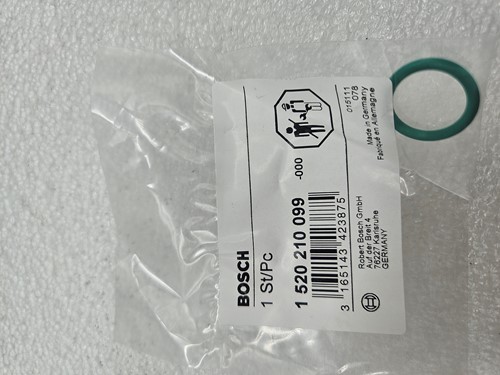 BOSCH
1 St/Pc
1 520 210 099
-000
3 165143 423875
015111
078
Made in Germany
Fabriqué en Allemagne
Robert Bosch GmbH
Auf der Breit 4
76227 Karlsruhe
GERMANY